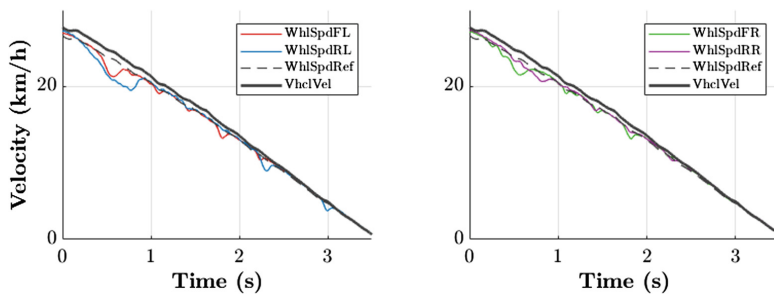 WhlSpdFL
WhlSpdRL
WhlSpdRef
VhclVel
Velocity (km/h)
20
0
0 1 2 3
Time (s)
WhlSpdFR
WhlSpdRR
WhlSpdRef
VhclVel
20
0
0 1 2 3
Time (s)